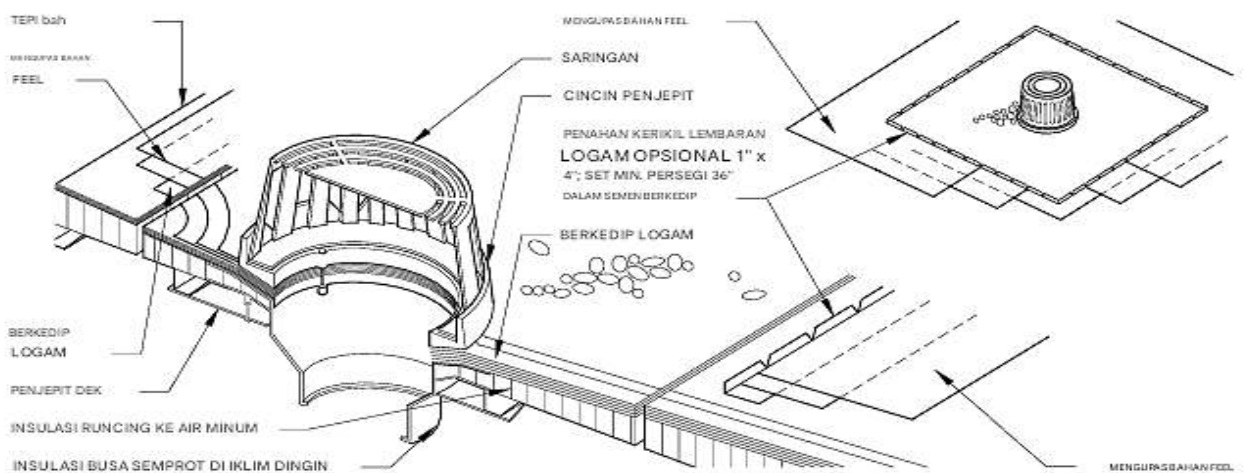 TEPI bah
MENGUPAS BAHAN
FEEL
BERKEDIP
LOGAM
PENJEPIT DEK
INSULASI RUNCING KE AIR MINUM
INSULASI BUSA SEMPROT DI IKLIM DINGIN
MENGUPAS BAHAN FEEL
SARINGAN
CINCIN PENJEPIT
PENAHAN KERIKIL LEMBARAN
LOGAM OPSIONAL 1" x
4"; SET MIN. PERSEGI 36"
DALAM SEMEN BERKEDIP
BERKEDIP LOGAM
MENGUPAS BAHAN FEEL